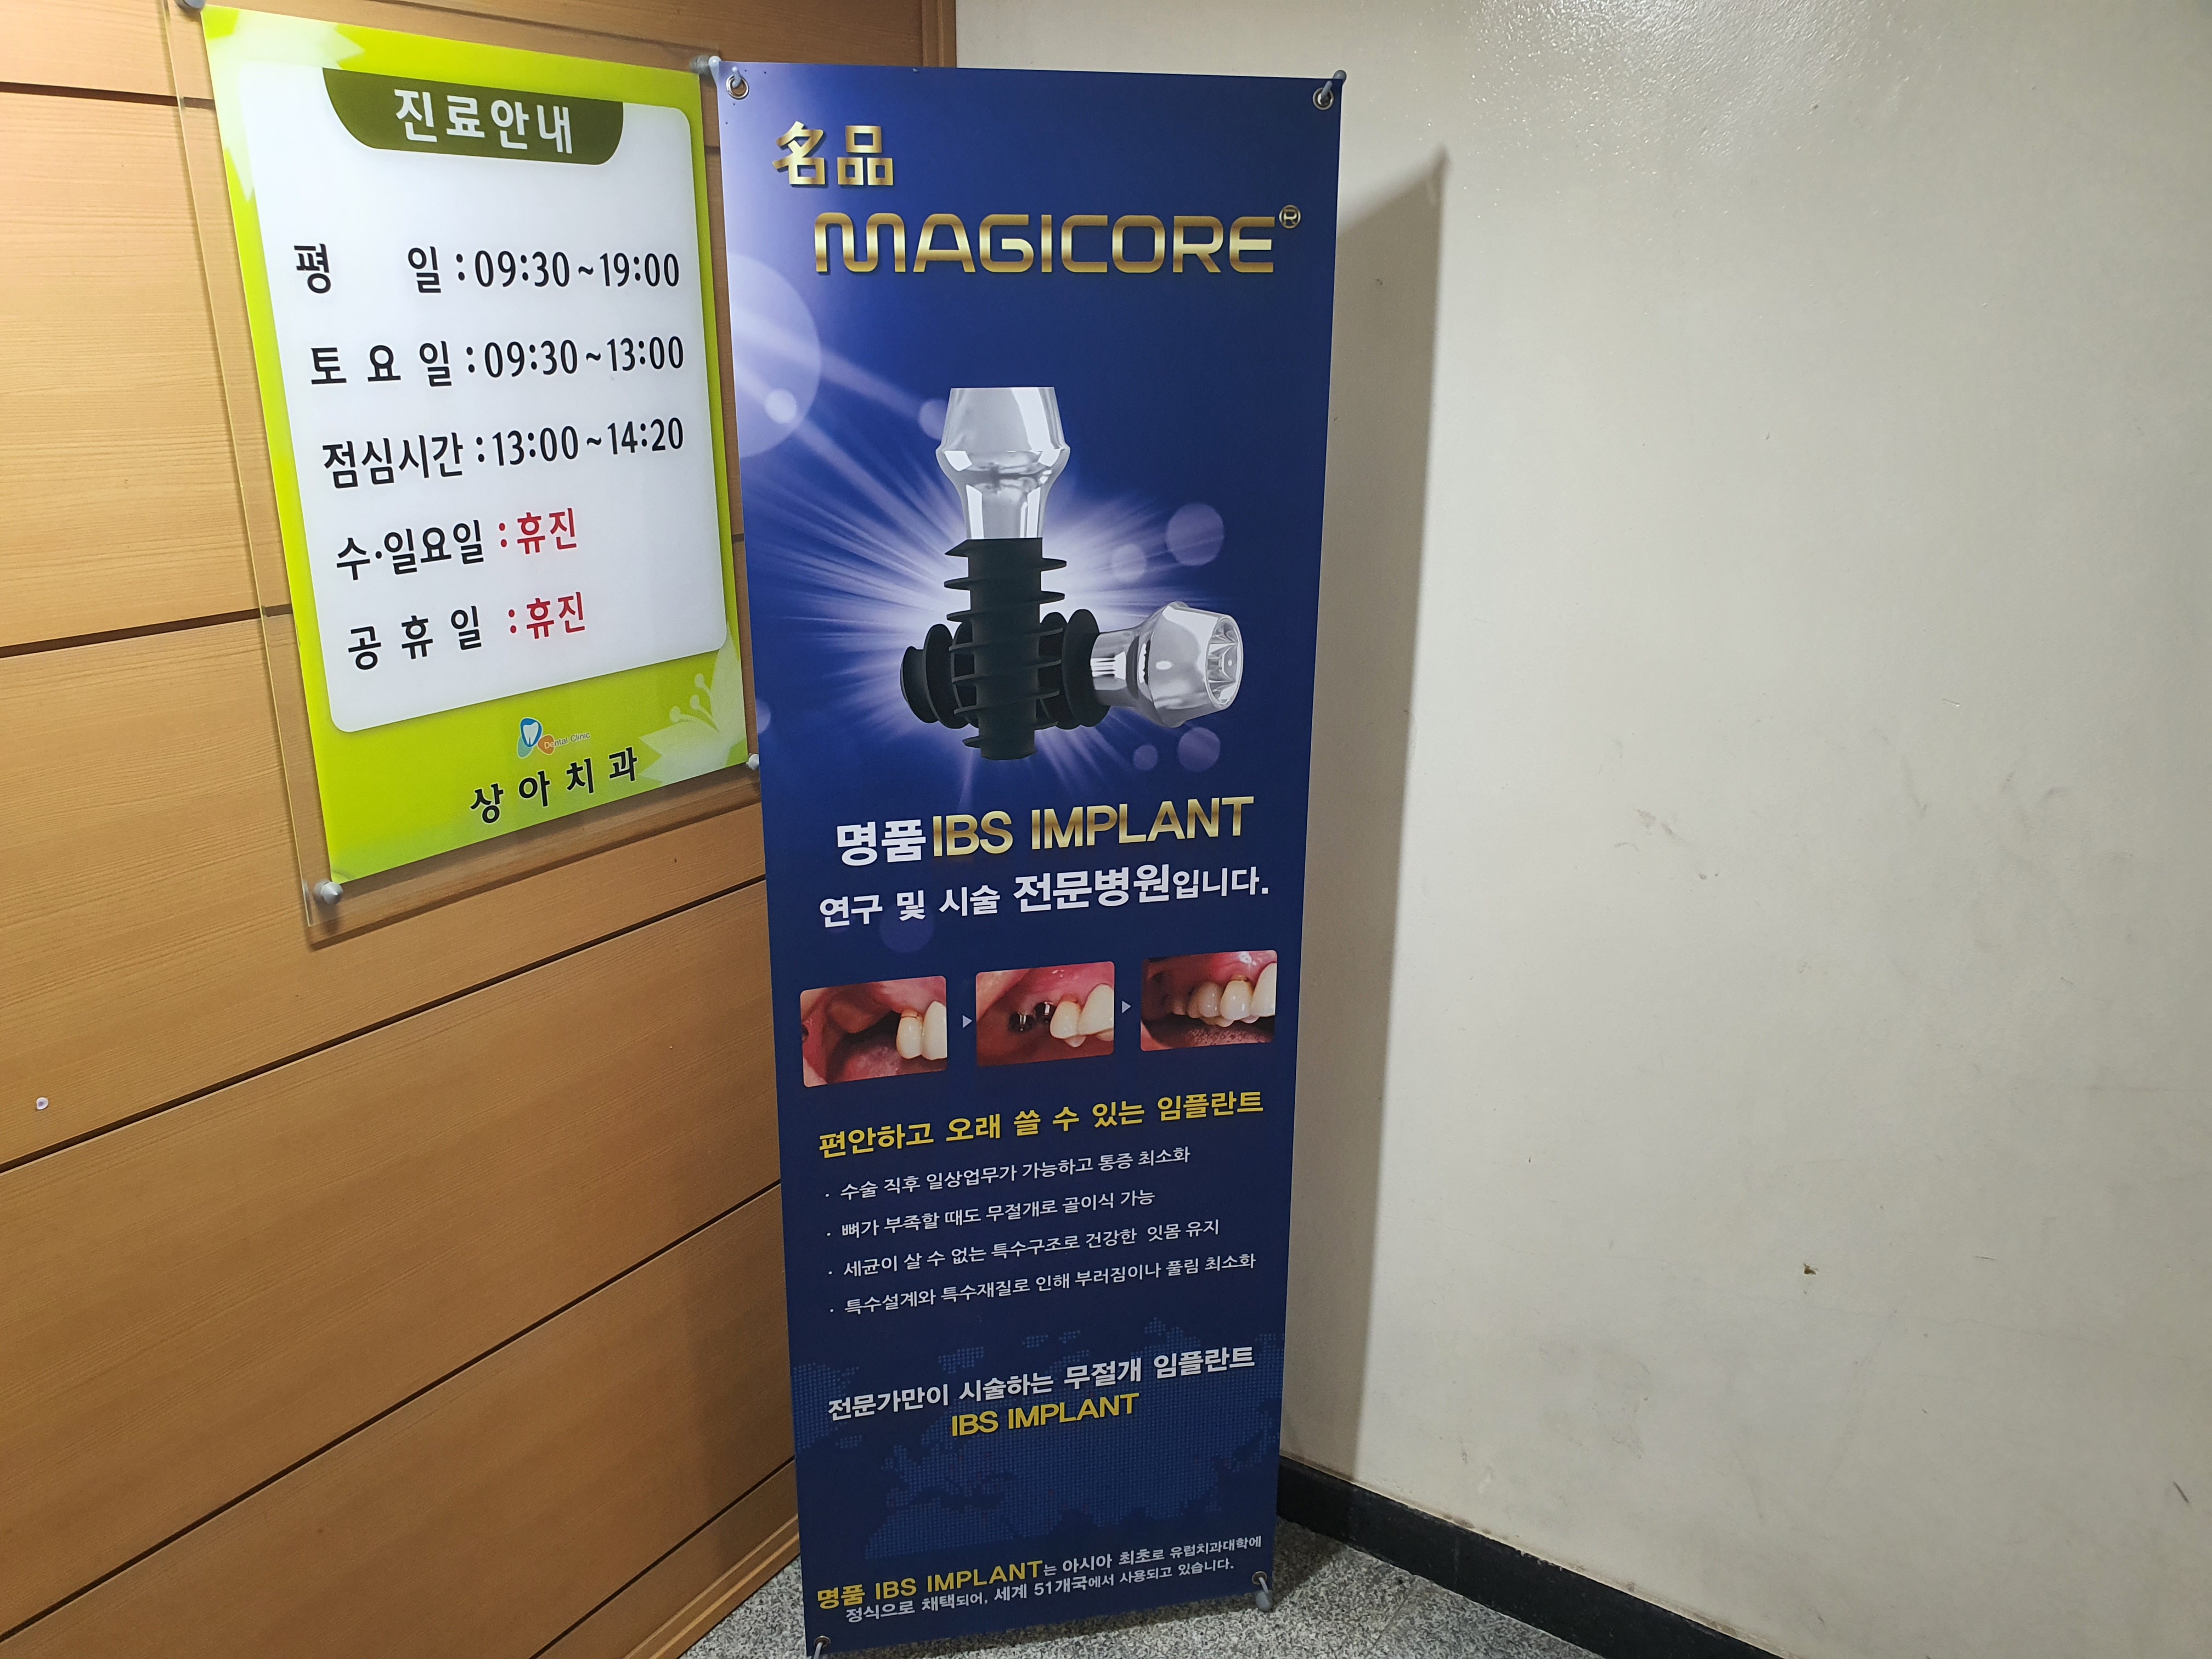 진료안내
평 일 : 09:30~19:00
토 요 일 : 09:30~13:00
점심시간 : 13:00~14:20
수·일요일 : 휴진
공 휴 일 : 휴진
Dental Clinic
상아치과
名品
MAGICORE®
명품 IBS IMPLANT
연구 및 시술 전문병원입니다.
편안하고 오래 쓸 수 있는 임플란트
· 수술 직후 일상업무가 가능하고 통증 최소화
· 뼈가 부족할 때도 무절개로 골이식 가능
· 세균이 살 수 없는 특수구조로 건강한 잇몸 유지
· 특수설계와 특수재질로 인해 부러짐이나 풀림 최소화
전문가만이 시술하는 무절개 임플란트
IBS IMPLANT
명품 IBS IMPLANT는 아시아 최초로 유럽치과대학에
정식으로 채택되어, 세계 51개국에서 사용되고 있습니다.